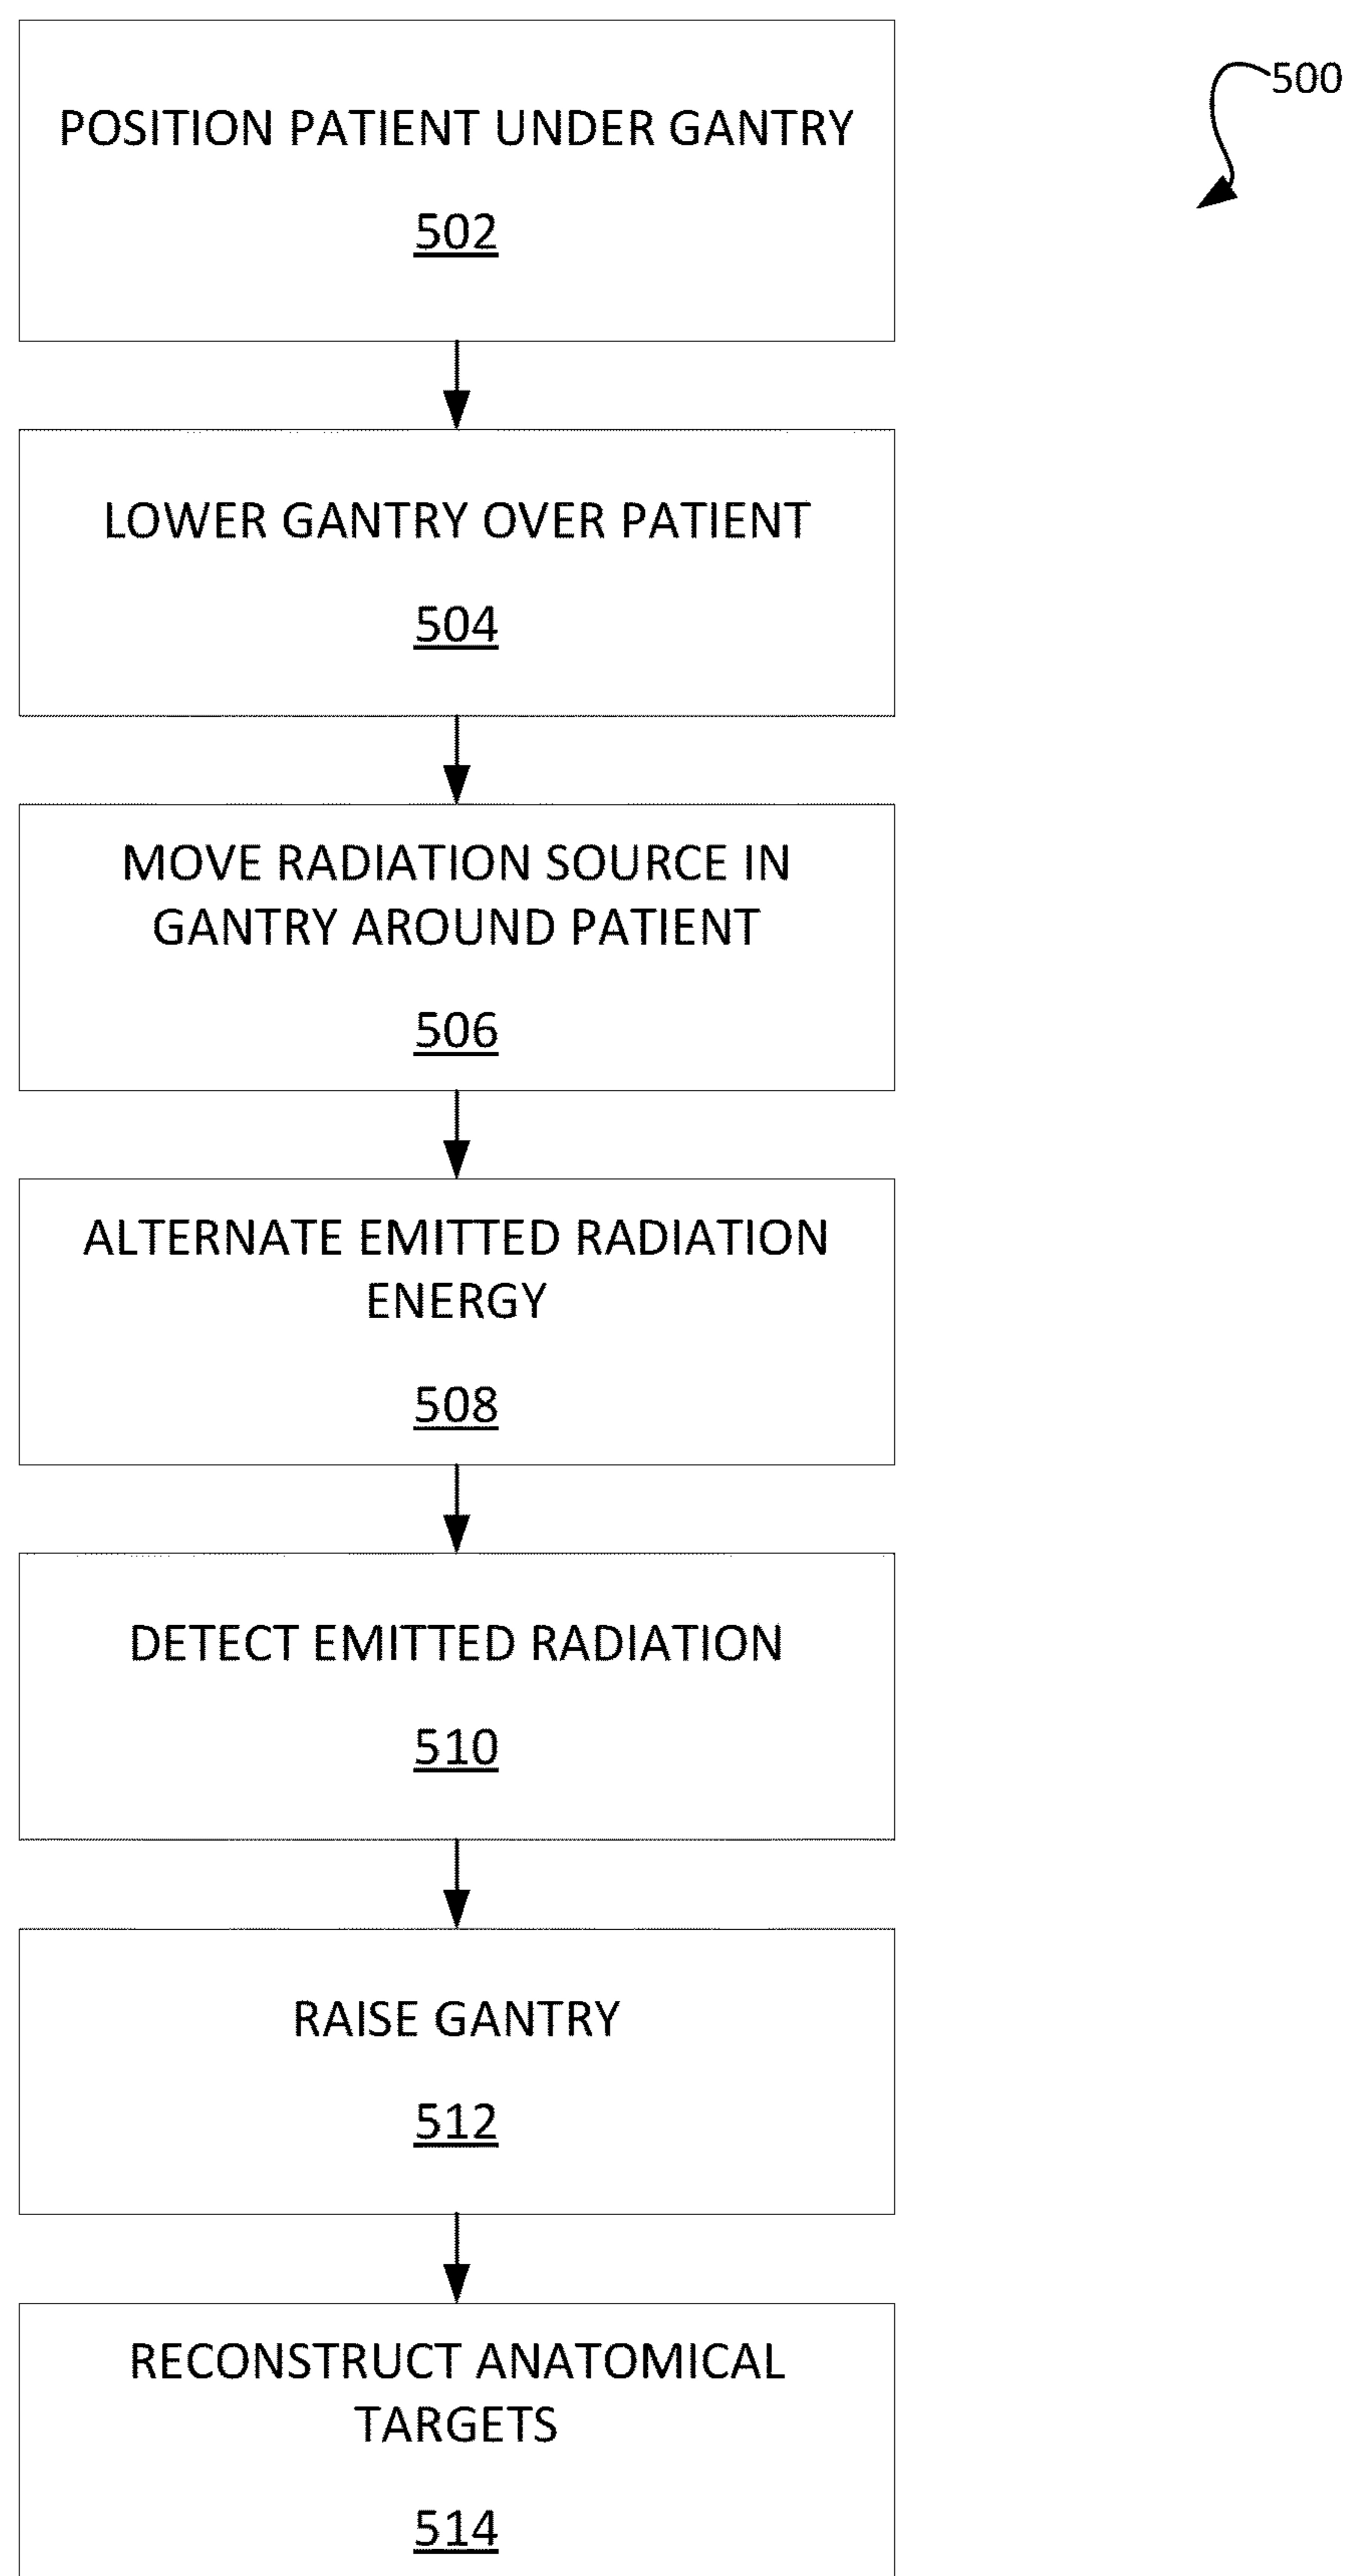 500
POSITION PATIENT UNDER GANTRY
502
LOWER GANTRY OVER PATIENT
504
MOVE RADIATION SOURCE IN
GANTRY AROUND PATIENT
506
ALTERNATE EMITTED RADIATION
ENERGY
508
DETECT EMITTED RADIATION
510
RAISE GANTRY
512
RECONSTRUCT ANATOMICAL
TARGETS
514